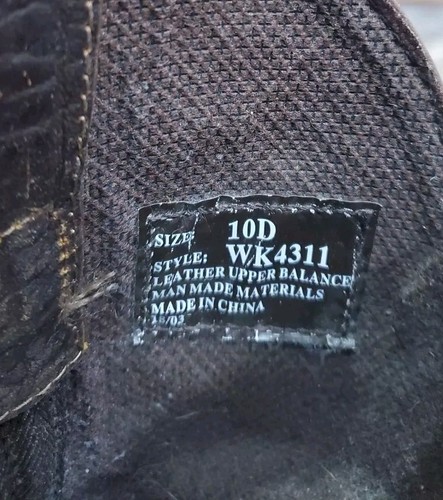 SIZE: 10D
STYLE: WK4311
LEATHER UPPER BALANCE
MAN MADE MATERIALS
MADE IN CHINA